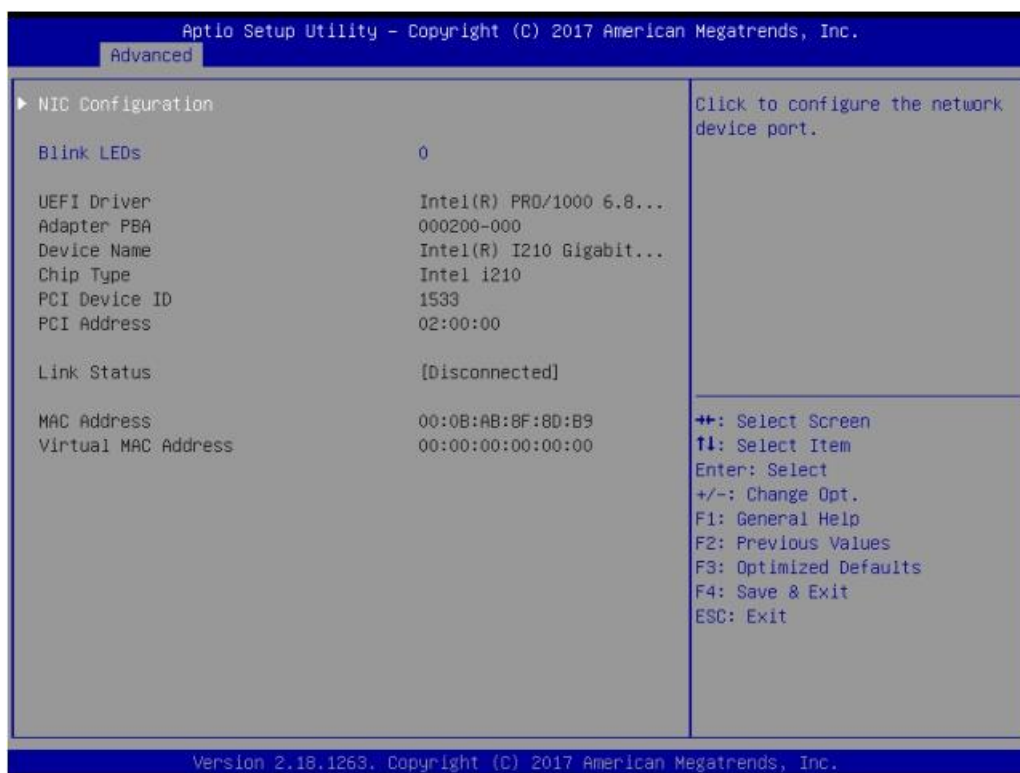 Aptio Setup Utility – Copyright (C) 2017 American Megatrends, Inc.
Advanced
NIC Configuration
Blink LEDs 0
UEFI Driver Intel(R) PRO/1000 6.8...
Adapter PBA 000200-000
Device Name Intel(R) I210 Gigabit...
Chip Type Intel i210
PCI Device ID 1533
PCI Address 02:00:00
Link Status [Disconnected]
MAC Address 00:0B:AB:8F:8D:B9
Virtual MAC Address 00:00:00:00:00:00
Click to configure the network
device port.
→←: Select Screen
↑↓: Select Item
Enter: Select
+/-: Change Opt.
F1: General Help
F2: Previous Values
F3: Optimized Defaults
F4: Save & Exit
ESC: Exit
Version 2.18.1263. Copyright (C) 2017 American Megatrends, Inc.